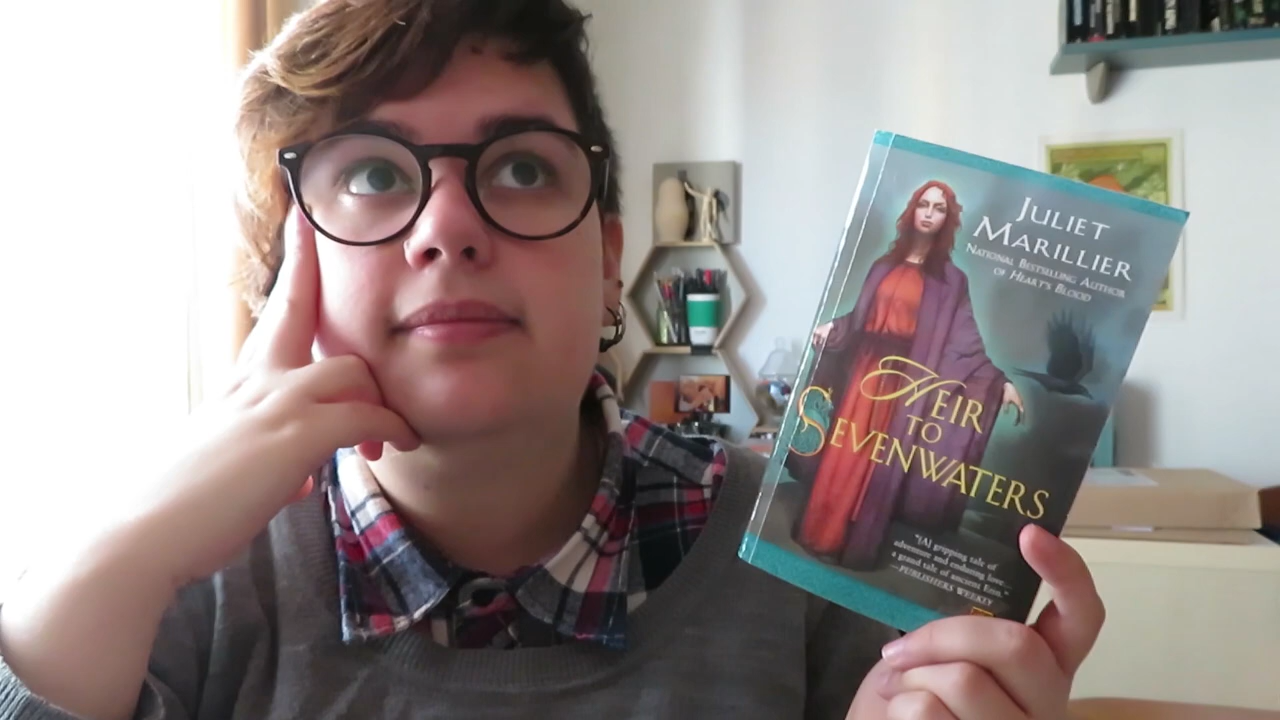 JULIET
MARILLIER
NATIONAL BESTSELLING AUTHOR
OF HEART'S BLOOD
HEIR
TO
SEVENWATERS
"[A] gripping tale of
adventure and enduring love...
a grand tale of ancient Erin."
—PUBLISHERS WEEKLY